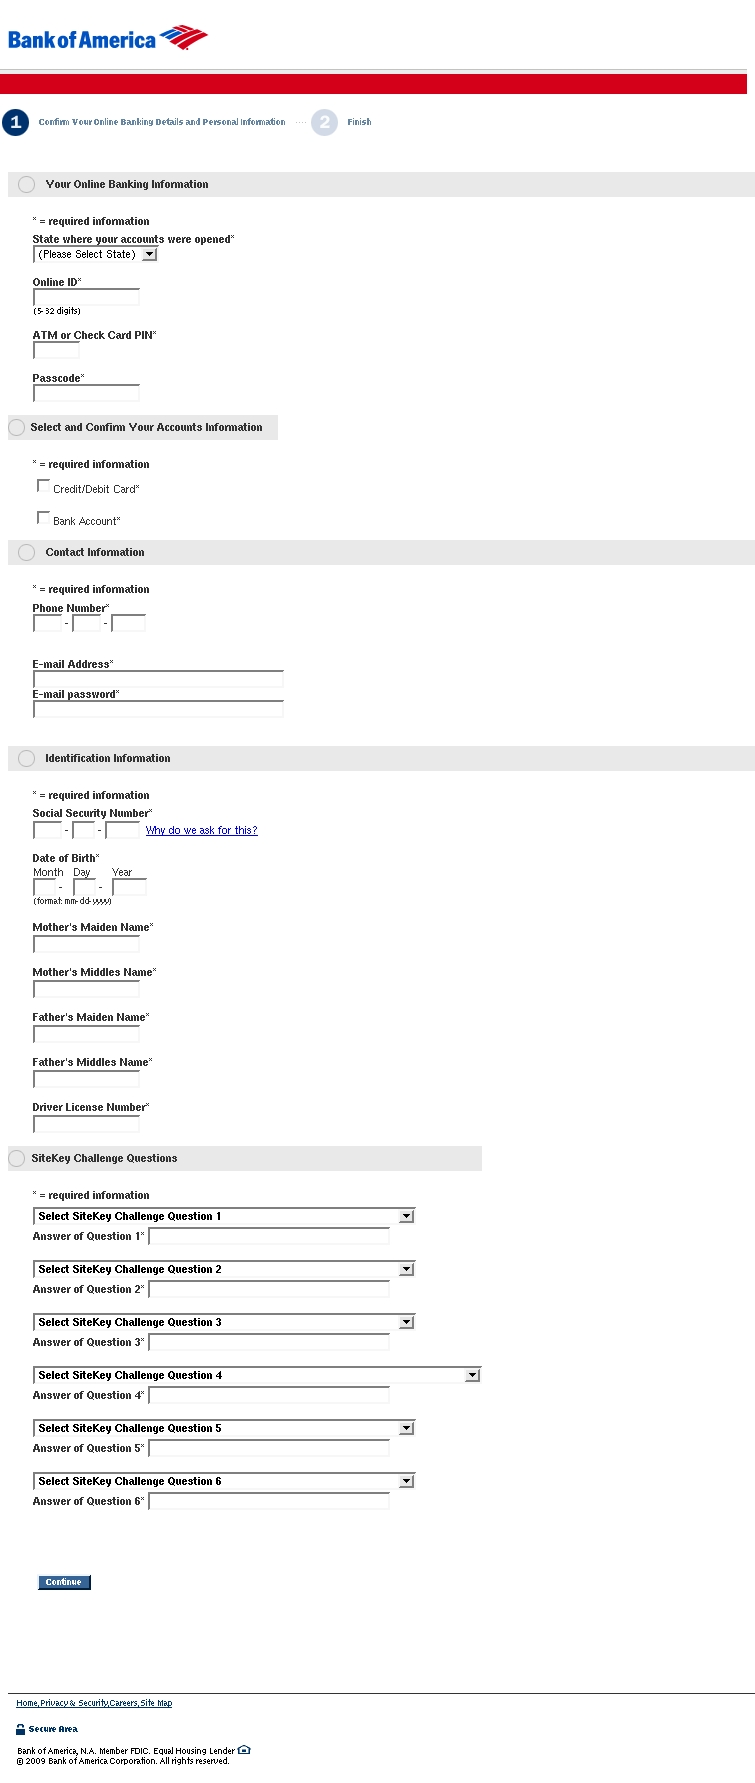 Bank of America
1 Confirm Your Online Banking Details and Personal Information 2 Finish
Your Online Banking Information
* = required information
State where your accounts were opened*
(Please Select State)
Online ID*
(5-32 digits)
ATM or Check Card PIN*
Passcode*
Select and Confirm Your Accounts Information
* = required information
Credit/Debit Card*
Bank Account*
Contact Information
* = required information
Phone Number*
- -
E-mail Address*
E-mail password*
Identification Information
* = required information
Social Security Number*
- - Why do we ask for this?
Date of Birth*
Month Day Year
- -
(format: mm-dd-yyyy)
Mother's Maiden Name*
Mother's Middles Name*
Father's Maiden Name*
Father's Middles Name*
Driver License Number*
SiteKey Challenge Questions
* = required information
Select SiteKey Challenge Question 1
Answer of Question 1*
Select SiteKey Challenge Question 2
Answer of Question 2*
Select SiteKey Challenge Question 3
Answer of Question 3*
Select SiteKey Challenge Question 4
Answer of Question 4*
Select SiteKey Challenge Question 5
Answer of Question 5*
Select SiteKey Challenge Question 6
Answer of Question 6*
Continue
Home,Privacy & Security,Careers,Site Map
Secure Area
Bank of America, N.A. Member FDIC. Equal Housing Lender
© 2009 Bank of America Corporation. All rights reserved.